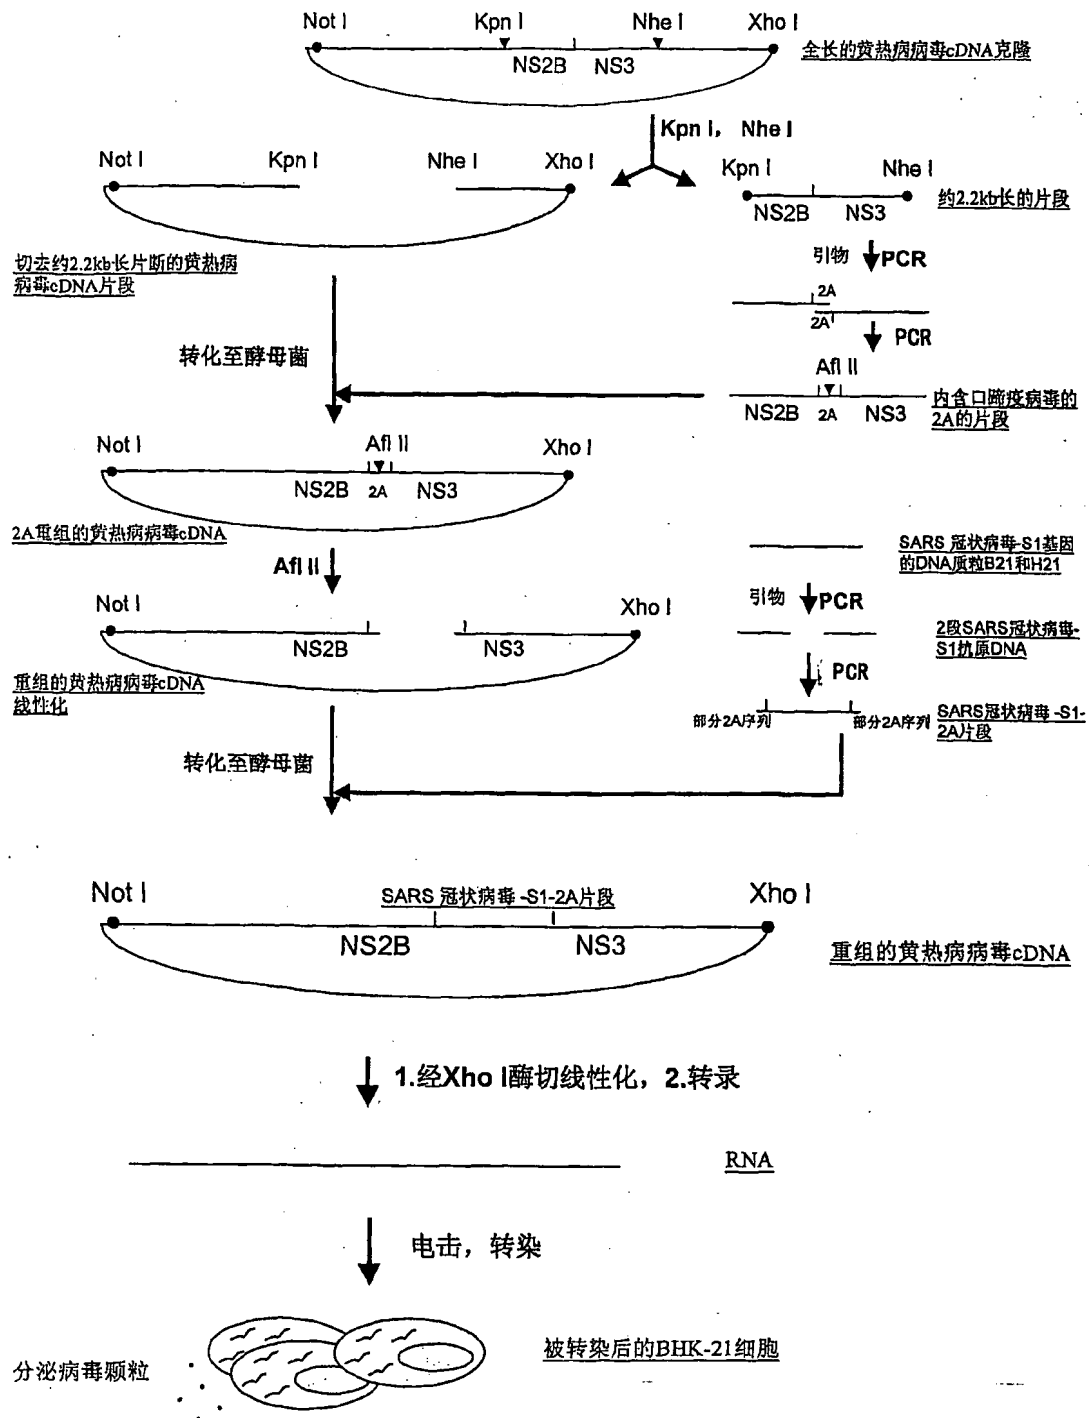 Not I
Kpn I
Nhe I
Xho I
NS2B
NS3
全长的黄热病病毒cDNA克隆
Kpn I， Nhe I
Not I
Kpn I
Nhe I
Xho I
切去约2.2kb长片断的黄热病
病毒cDNA片段
Kpn I
Nhe I
NS2B
NS3
约2.2kb长的片段
引物
PCR
2A
2A
PCR
转化至酵母菌
Afl II
NS2B
2A
NS3
内含口蹄疫病毒的
2A的片段
Not I
Afl II
Xho I
NS2B
2A
NS3
2A重组的黄热病病毒cDNA
Afl II
SARS 冠状病毒-S1基因
的DNA质粒B21和H21
引物
PCR
Not I
Xho I
NS2B
NS3
重组的黄热病病毒cDNA
线性化
2段SARS冠状病毒-
S1抗原DNA
PCR
部分2A序列
部分2A序列
SARS冠状病毒 -S1-
2A片段
转化至酵母菌
Not I
SARS 冠状病毒 -S1-2A片段
Xho I
NS2B
NS3
重组的黄热病病毒cDNA
1.经Xho I酶切线性化，2.转录
RNA
电击，转染
分泌病毒颗粒
被转染后的BHK-21细胞